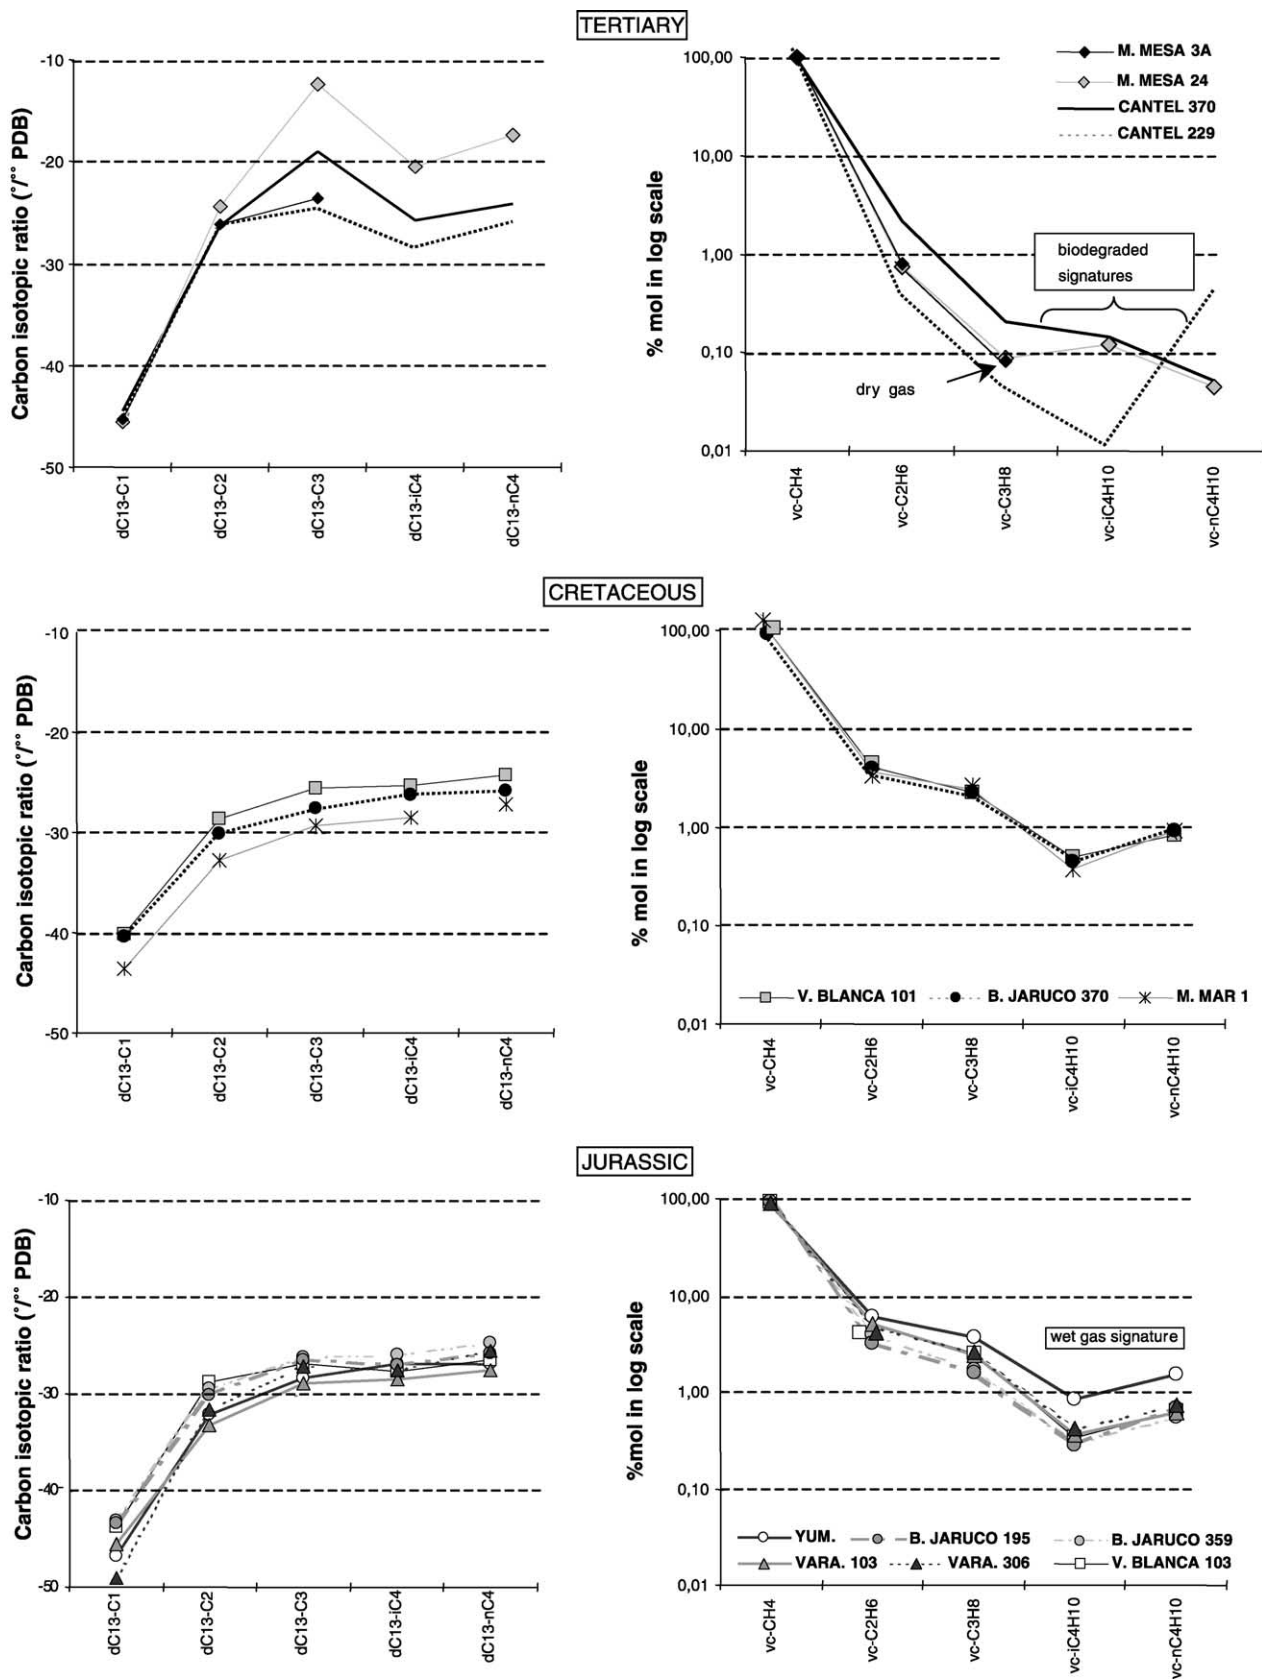 TERTIARY
Carbon isotopic ratio (°/°° PDB)
-10
-20
-30
-40
-50
dC13-C1
dC13-C2
dC13-C3
dC13-iC4
dC13-nC4
% mol in log scale
100,00
10,00
1,00
0,10
0,01
M. MESA 3A
M. MESA 24
CANTEL 370
CANTEL 229
biodegraded
signatures
dry gas
vc-CH4
vc-C2H6
vc-C3H8
vc-iC4H10
vc-nC4H10
CRETACEOUS
Carbon isotopic ratio (°/°° PDB)
-10
-20
-30
-40
-50
dC13-C1
dC13-C2
dC13-C3
dC13-iC4
dC13-nC4
% mol in log scale
100,00
10,00
1,00
0,10
0,01
V. BLANCA 101 B. JARUCO 370 M. MAR 1
vc-CH4
vc-C2H6
vc-C3H8
vc-iC4H10
vc-nC4H10
JURASSIC
Carbon isotopic ratio (°/°° PDB)
-10
-20
-30
-40
-50
dC13-C1
dC13-C2
dC13-C3
dC13-iC4
dC13-nC4
%mol in log scale
100,00
10,00
1,00
0,10
0,01
wet gas signature
YUM. B. JARUCO 195 B. JARUCO 359
VARA. 103 VARA. 306 V. BLANCA 103
vc-CH4
vc-C2H6
vc-C3H8
vc-iC4H10
vc-nC4H10